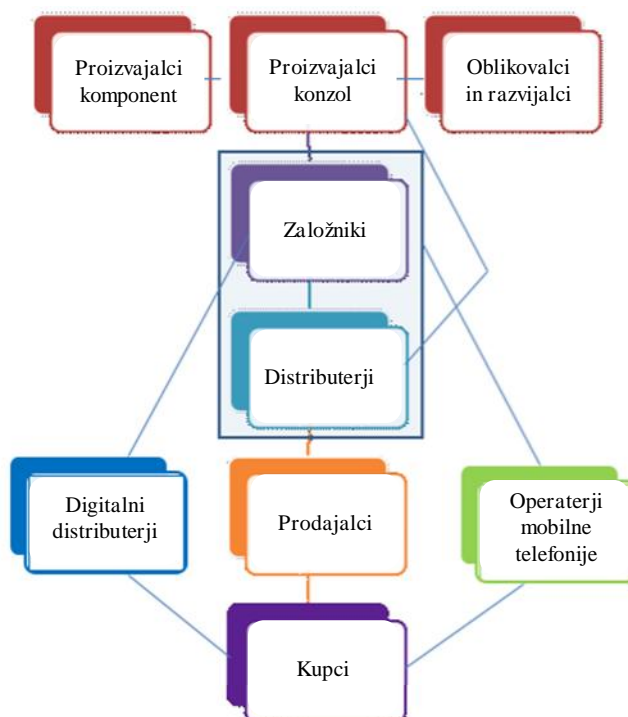 Proizvajalci
komponent
Proizvajalci
konzol
Oblikovalci
in razvijalci
Založniki
Distributerji
Digitalni
distributerji
Prodajalci
Operaterji
mobilne
telefonije
Kupci